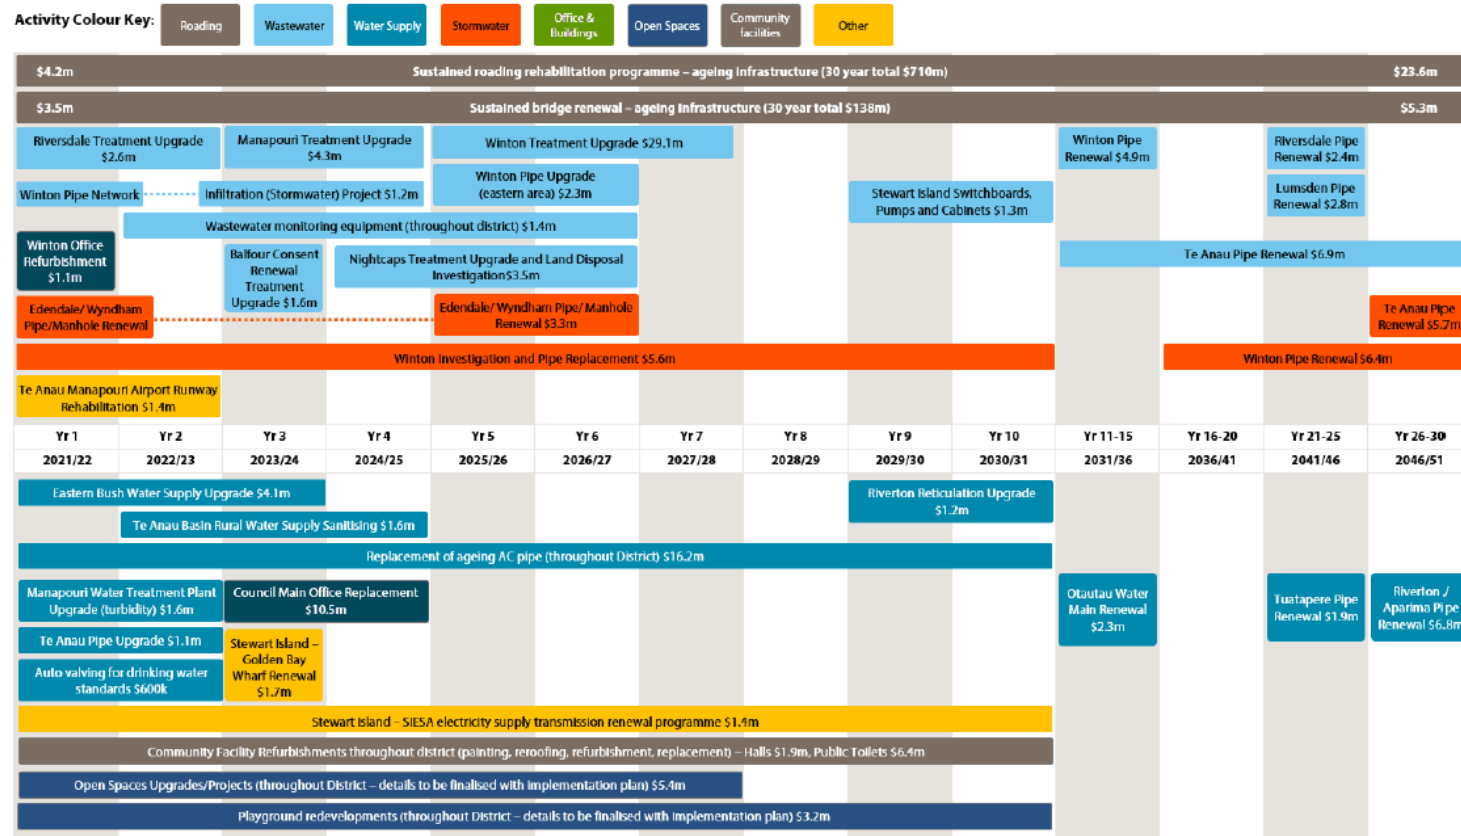 Activity Colour Key:
Roading
Wastewater
Water Supply
Stormwater
Office &
Buildings
Open Spaces
Community
facilities
Other
$4.2m Sustained roading rehabilitation programme – ageing infrastructure (30 year total $710m) $23.6m
$3.5m Sustained bridge renewal – ageing infrastructure (30 year total $138m) $5.3m
Riversdale Treatment Upgrade
$2.6m
Manapouri Treatment Upgrade
$4.3m
Winton Treatment Upgrade $29.1m
Winton Pipe
Renewal $4.9m
Riversdale Pipe
Renewal $2.4m
Winton Pipe Network
Infiltration (Stormwater) Project $1.2m
Winton Pipe Upgrade
(eastern area) $2.3m
Stewart Island Switchboards,
Pumps and Cabinets $1.3m
Lumsden Pipe
Renewal $2.8m
Wastewater monitoring equipment (throughout district) $1.4m
Winton Office
Refurbishment
$1.1m
Balfour Consent
Renewal
Treatment
Upgrade $1.6m
Nightcaps Treatment Upgrade and Land Disposal
Investigation$3.5m
Te Anau Pipe Renewal $6.9m
Edendale/ Wyndham
Pipe/Manhole Renewal
Edendale/ Wyndham Pipe/ Manhole
Renewal $3.3m
Te Anau Pipe
Renewal $5.7m
Winton Investigation and Pipe Replacement $5.6m
Winton Pipe Renewal $6.4m
Te Anau Manapouri Airport Runway
Rehabilitation $1.4m
Yr 1 Yr 2 Yr 3 Yr 4 Yr 5 Yr 6 Yr 7 Yr 8 Yr 9 Yr 10 Yr 11-15 Yr 16-20 Yr 21-25 Yr 26-30
2021/22 2022/23 2023/24 2024/25 2025/26 2026/27 2027/28 2028/29 2029/30 2030/31 2031/36 2036/41 2041/46 2046/51
Eastern Bush Water Supply Upgrade $4.1m
Riverton Reticulation Upgrade
$1.2m
Te Anau Basin Rural Water Supply Sanitising $1.6m
Replacement of ageing AC pipe (throughout District) $16.2m
Manapouri Water Treatment Plant
Upgrade (turbidity) $1.6m
Council Main Office Replacement
$10.5m
Otautau Water
Main Renewal
$2.3m
Tuatapere Pipe
Renewal $1.9m
Riverton /
Aparima Pipe
Renewal $6.8m
Te Anau Pipe Upgrade $1.1m
Stewart Island –
Golden Bay
Wharf Renewal
$1.7m
Auto valving for drinking water
standards $600k
Stewart Island – SIESA electricity supply transmission renewal programme $1.4m
Community Facility Refurbishments throughout district (painting, reroofing, refurbishment, replacement) – Halls $1.9m, Public Toilets $6.4m
Open Spaces Upgrades/Projects (throughout District – details to be finalised with implementation plan) $5.4m
Playground redevelopments (throughout District – details to be finalised with implementation plan) $3.2m